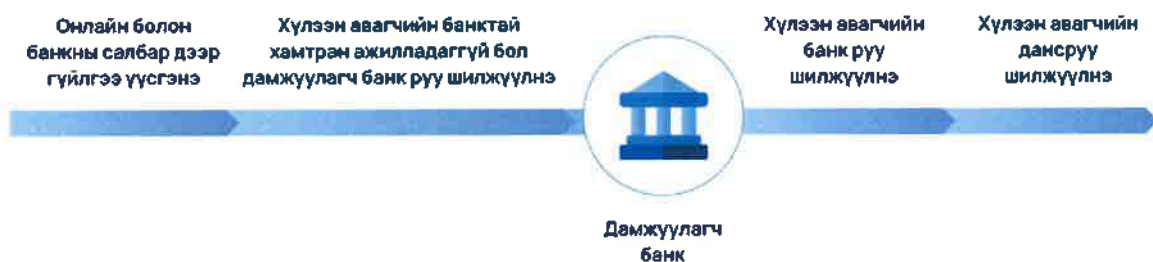 Онлайн болон
банкны салбар дээр
гүйлгээ үүсгэнэ
Хүлээн авагчийн банктай
хамтран ажилладаггүй бол
дамжуулагч банк руу шилжүүлнэ
Хүлээн авагчийн
банк руу
шилжүүлнэ
Хүлээн авагчийн
дансруу
шилжүүлнэ
Дамжуулагч
банк